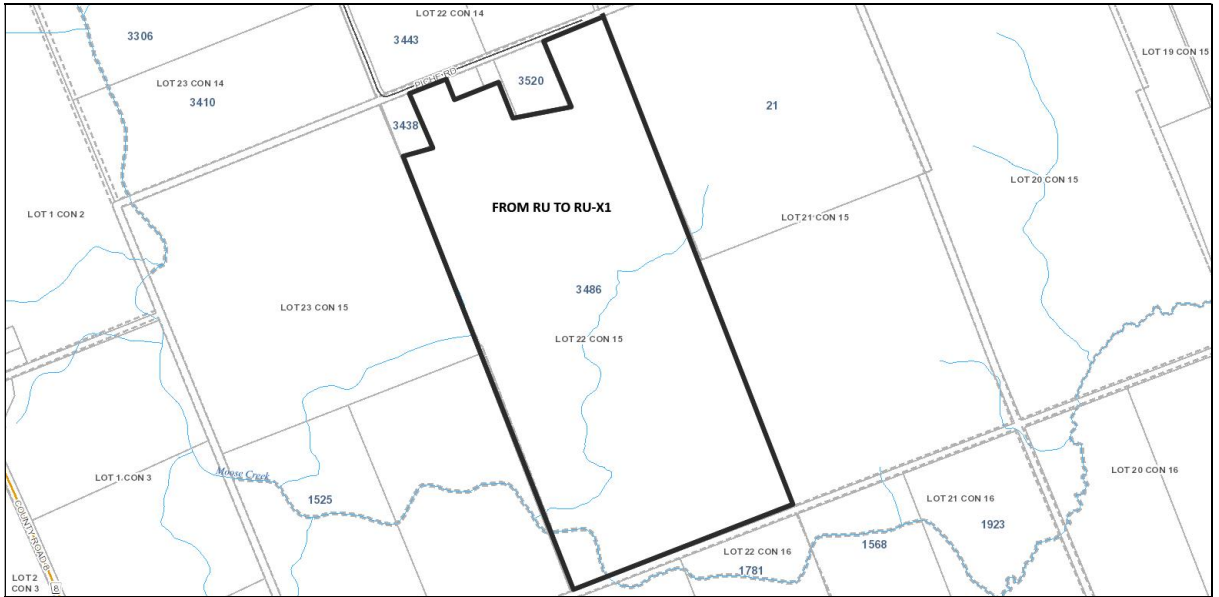 LOT 22 CON 14
3306
3443
LOT 19 CON 15
LOT 23 CON 14
PICHE RD
3520
3410
21
3438
LOT 20 CON 15
FROM RU TO RU-X1
LOT 1 CON 2
LOT 21 CON 15
3486
LOT 23 CON 15
LOT 22 CON 15
LOT 20 CON 16
Moose Creek
LOT 1 CON 3
1525
LOT 21 CON 16
1923
COUNTY ROAD 8
1568
LOT 22 CON 16
1781
LOT 2
CON 3
8